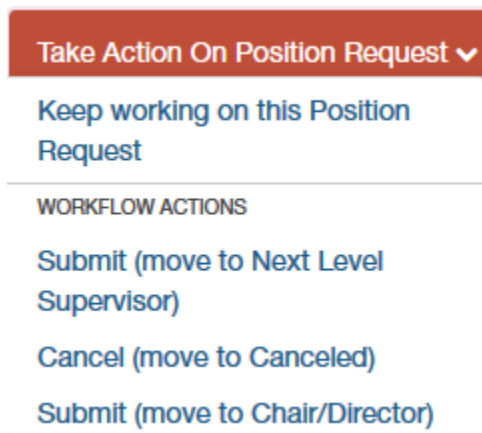 Take Action On Position Request
Keep working on this Position
Request
WORKFLOW ACTIONS
Submit (move to Next Level
Supervisor)
Cancel (move to Canceled)
Submit (move to Chair/Director)